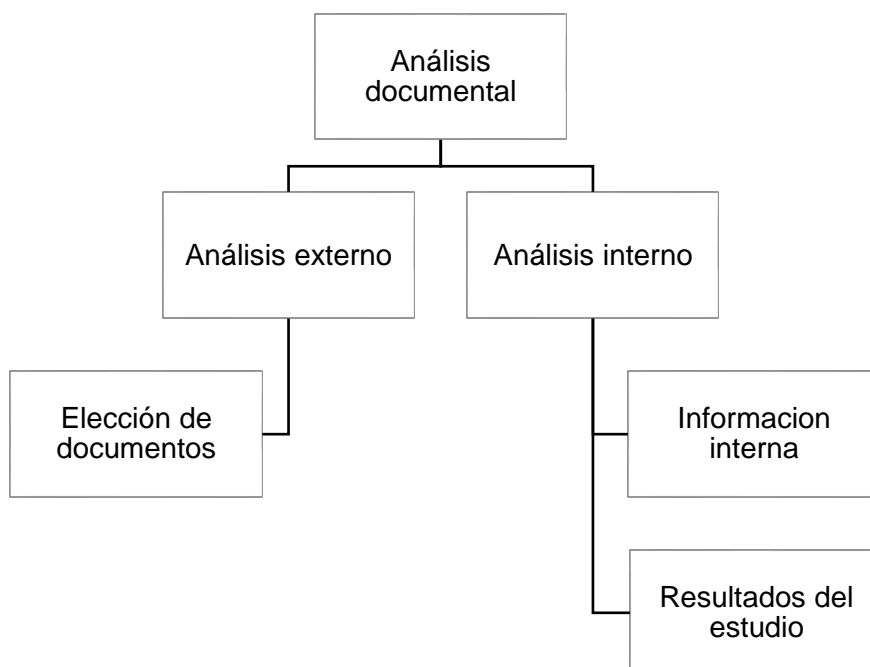 Análisis
documental
Análisis externo
Análisis interno
Elección de
documentos
Informacion
interna
Resultados del
estudio